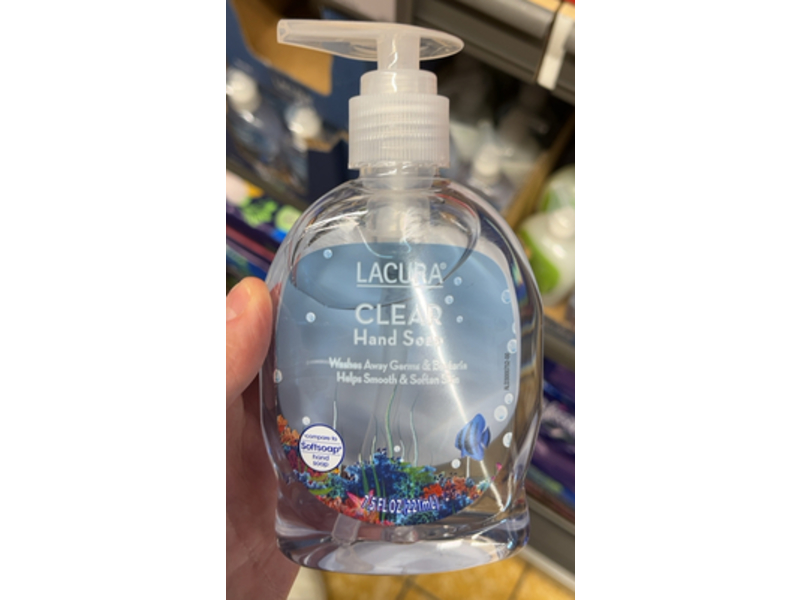 LACURA®
CLEAR
Hand Soap
Washes Away Germs & Bacteria
Helps Smooth & Soften Skin
compare to
Softsoap®
hand
soap
7.5 FL OZ (221mL)